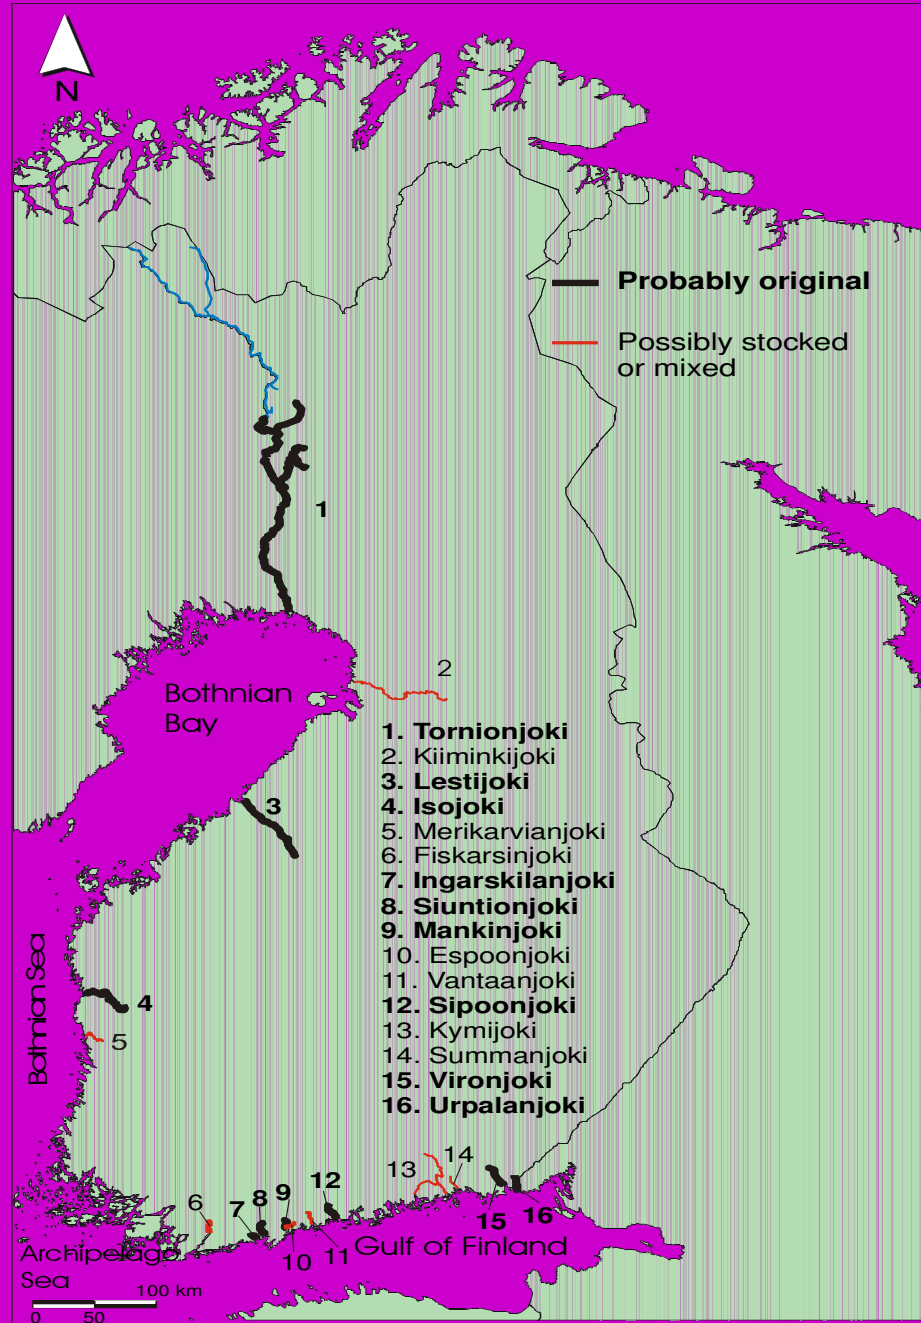 N
Probably original
Possibly stocked
or mixed
1
2
Bothnian
Bay
1. Tornionjoki
2. Kiiminkijoki
3. Lestijoki
4. Isojoki
5. Merikarvianjoki
6. Fiskarsinjoki
7. Ingarskilanjoki
8. Siuntionjoki
9. Mankinjoki
10. Espoonjoki
11. Vantaanjoki
12. Sipoonjoki
13. Kymijoki
14. Summanjoki
15. Vironjoki
16. Urpalanjoki
3
Bothnian Sea
4
5
13
14
6
7
8
9
12
15
16
10
11
Gulf of Finland
Archipelago
Sea
100 km
0
50